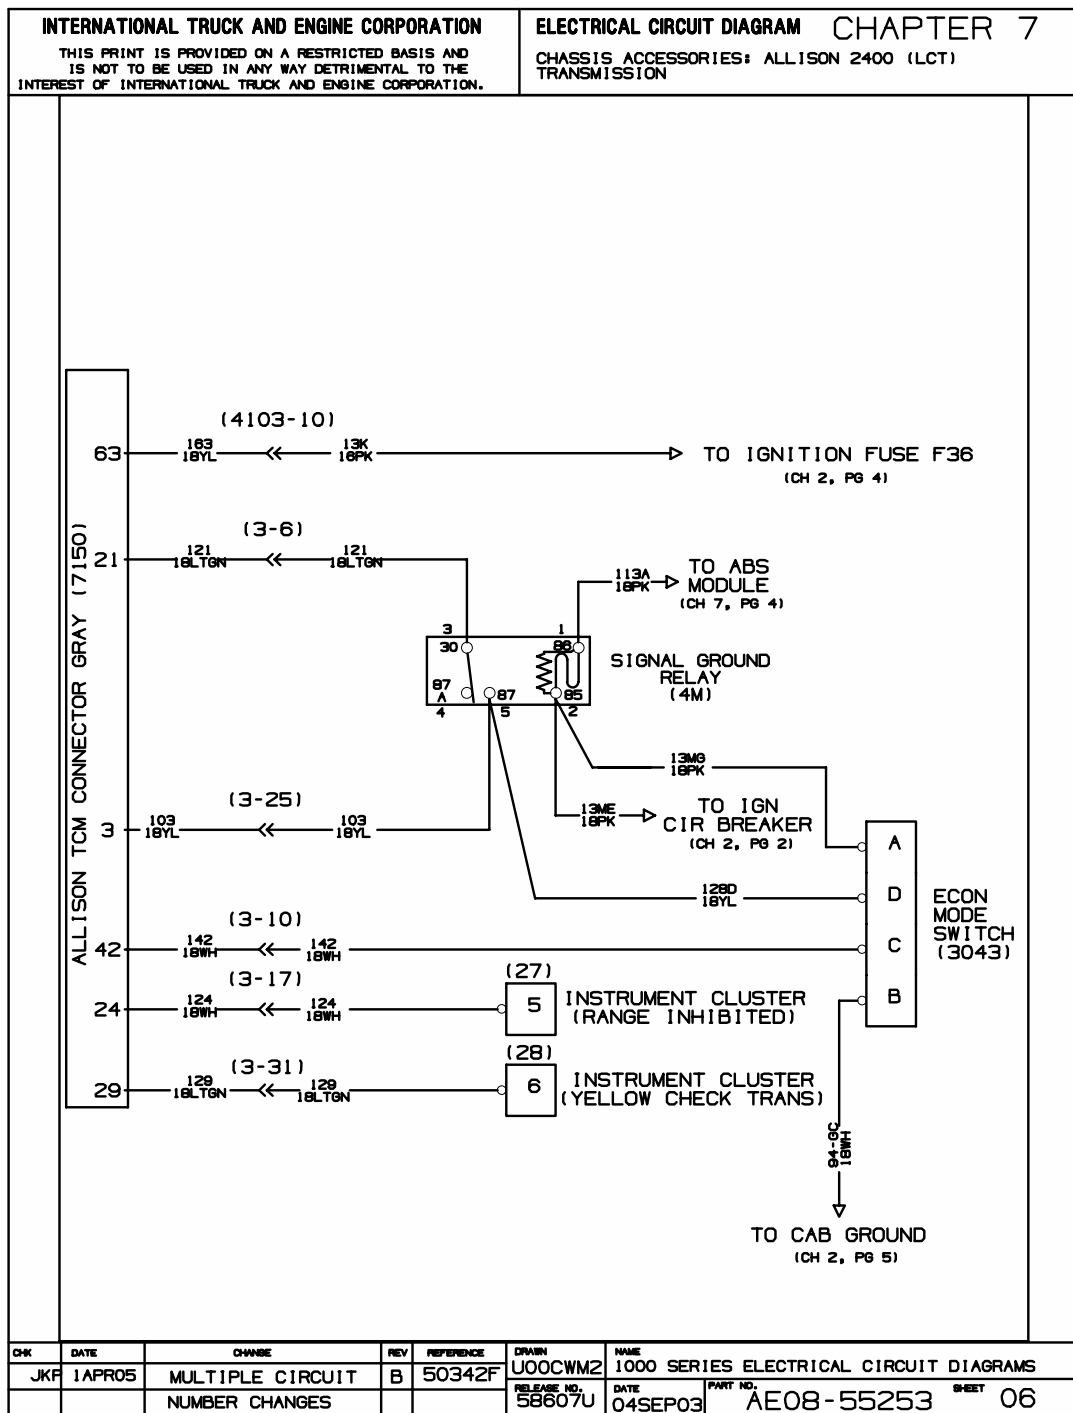 INTERNATIONAL TRUCK AND ENGINE CORPORATION
THIS PRINT IS PROVIDED ON A RESTRICTED BASIS AND
IS NOT TO BE USED IN ANY WAY DETRIMENTAL TO THE
INTEREST OF INTERNATIONAL TRUCK AND ENGINE CORPORATION.
ELECTRICAL CIRCUIT DIAGRAM CHAPTER 7
CHASSIS ACCESSORIES: ALLISON 2400 (LCT)
TRANSMISSION
ALLISON TCM CONNECTOR GRAY (7150)
(4103-10)
63
163
18YL
13K
16PK
TO IGNITION FUSE F36
(CH 2, PG 4)
(3-6)
21
121
18LTGN
121
18LTGN
113A
18PK
TO ABS
MODULE
(CH 7, PG 4)
3
30
1
86
87
A
4
87
5
85
2
SIGNAL GROUND
RELAY
(4M)
13MG
18PK
13ME
18PK
TO IGN
CIR BREAKER
(CH 2, PG 2)
(3-25)
3
103
18YL
103
18YL
128D
18YL
A
D
C
B
ECON
MODE
SWITCH
(3043)
(3-10)
42
142
18WH
142
18WH
(3-17)
24
124
18WH
124
18WH
(27)
5
INSTRUMENT CLUSTER
(RANGE INHIBITED)
(3-31)
29
129
18LTGN
129
18LTGN
(28)
6
INSTRUMENT CLUSTER
(YELLOW CHECK TRANS)
94-GC
18WH
TO CAB GROUND
(CH 2, PG 5)
CHK DATE CHANGE REV REFERENCE
JKP 1APR05 MULTIPLE CIRCUIT B 50342F
NUMBER CHANGES
DRAWN
U00CWM2
NAME
1000 SERIES ELECTRICAL CIRCUIT DIAGRAMS
RELEASE NO.
58607U
DATE
04SEP03
PART NO.
AE08-55253
SHEET 06